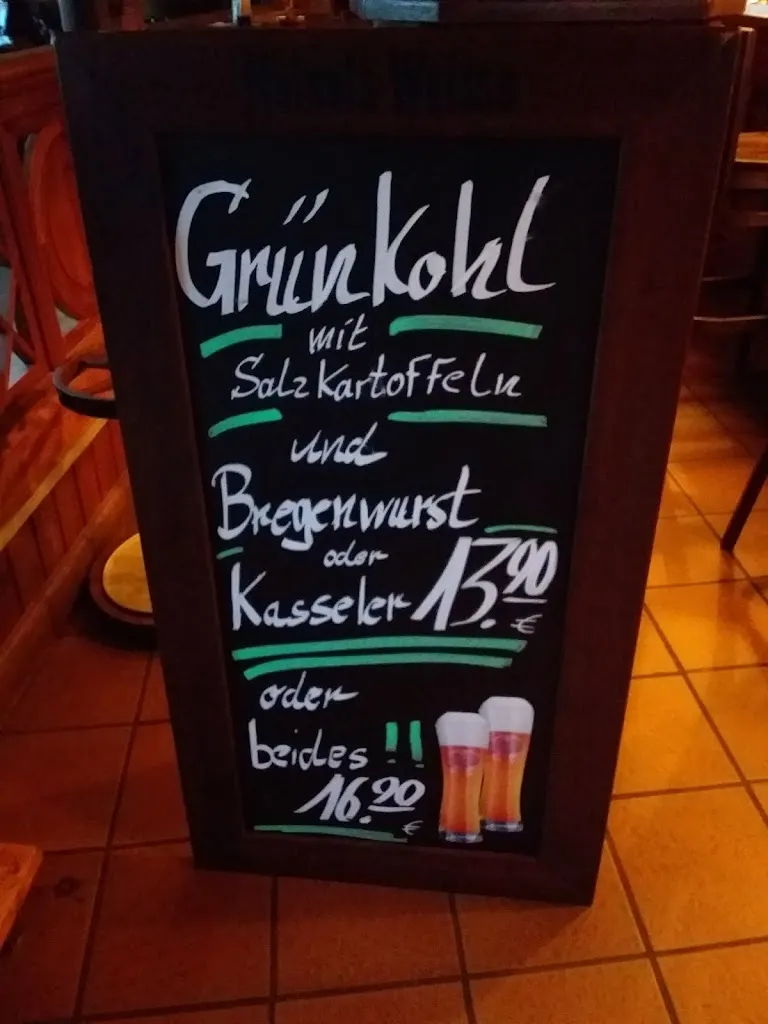 Grünkohl
mit
Salzkartoffeln
und
Bregenwurst
oder
Kasseler 13.90 €
oder
beides !!
16.90 €